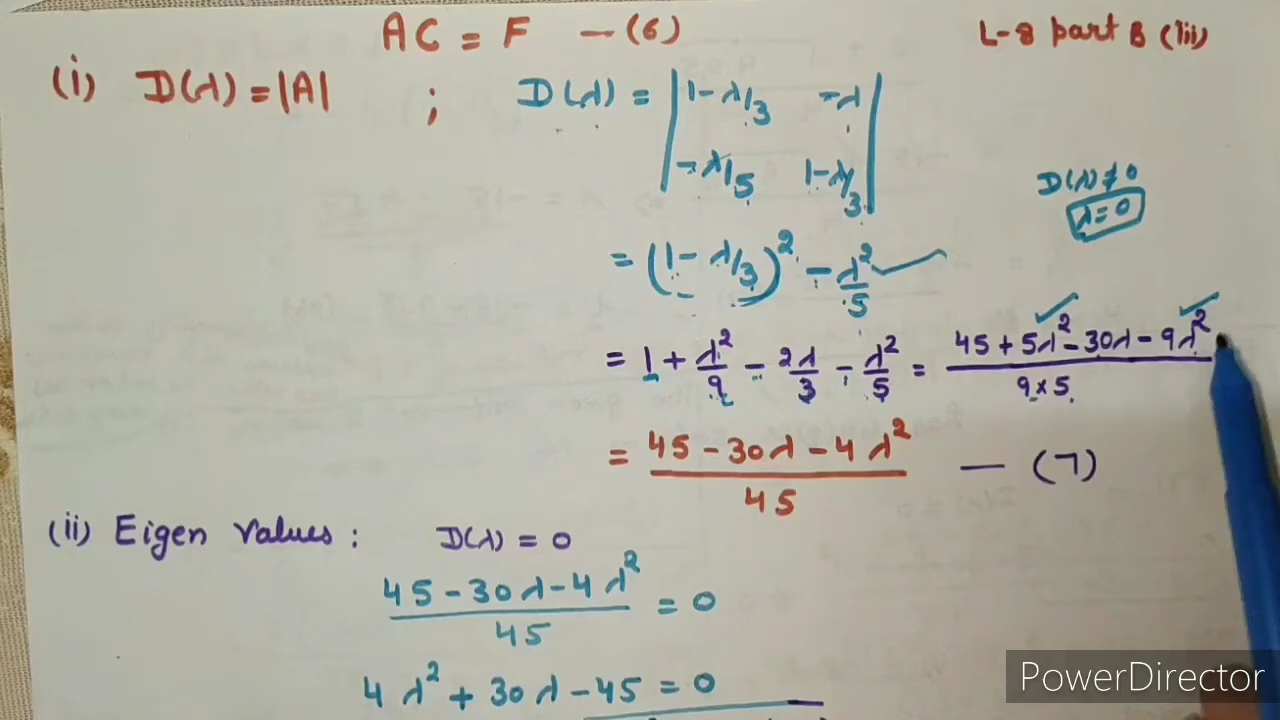 AC = F — (6)
L-8 part B (iii)
(i) D(λ) = |A| ; D(λ) = | 1-λ/3 -λ |
| -λ/5 1-λ/3 |
D(λ) ≠ 0
λ = 0
= (1 - λ/3)² - λ²/5
= 1 + λ²/9 - 2λ/3 - λ²/5 = (45 + 5λ² - 30λ - 9λ²)/(9×5)
= (45 - 30λ - 4λ²)/45 — (7)
(ii) Eigen values : D(λ) = 0
(45 - 30λ - 4λ²)/45 = 0
4λ² + 30λ - 45 = 0
PowerDirector